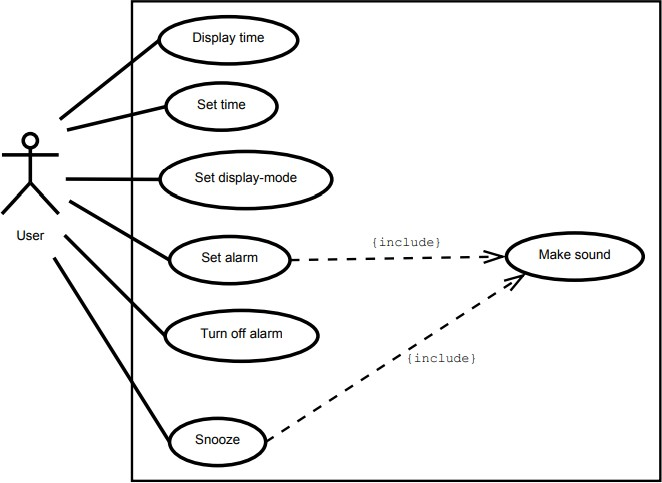 Display time
Set time
Set display-mode
User
{include}
Set alarm
Make sound
Turn off alarm
{include}
Snooze